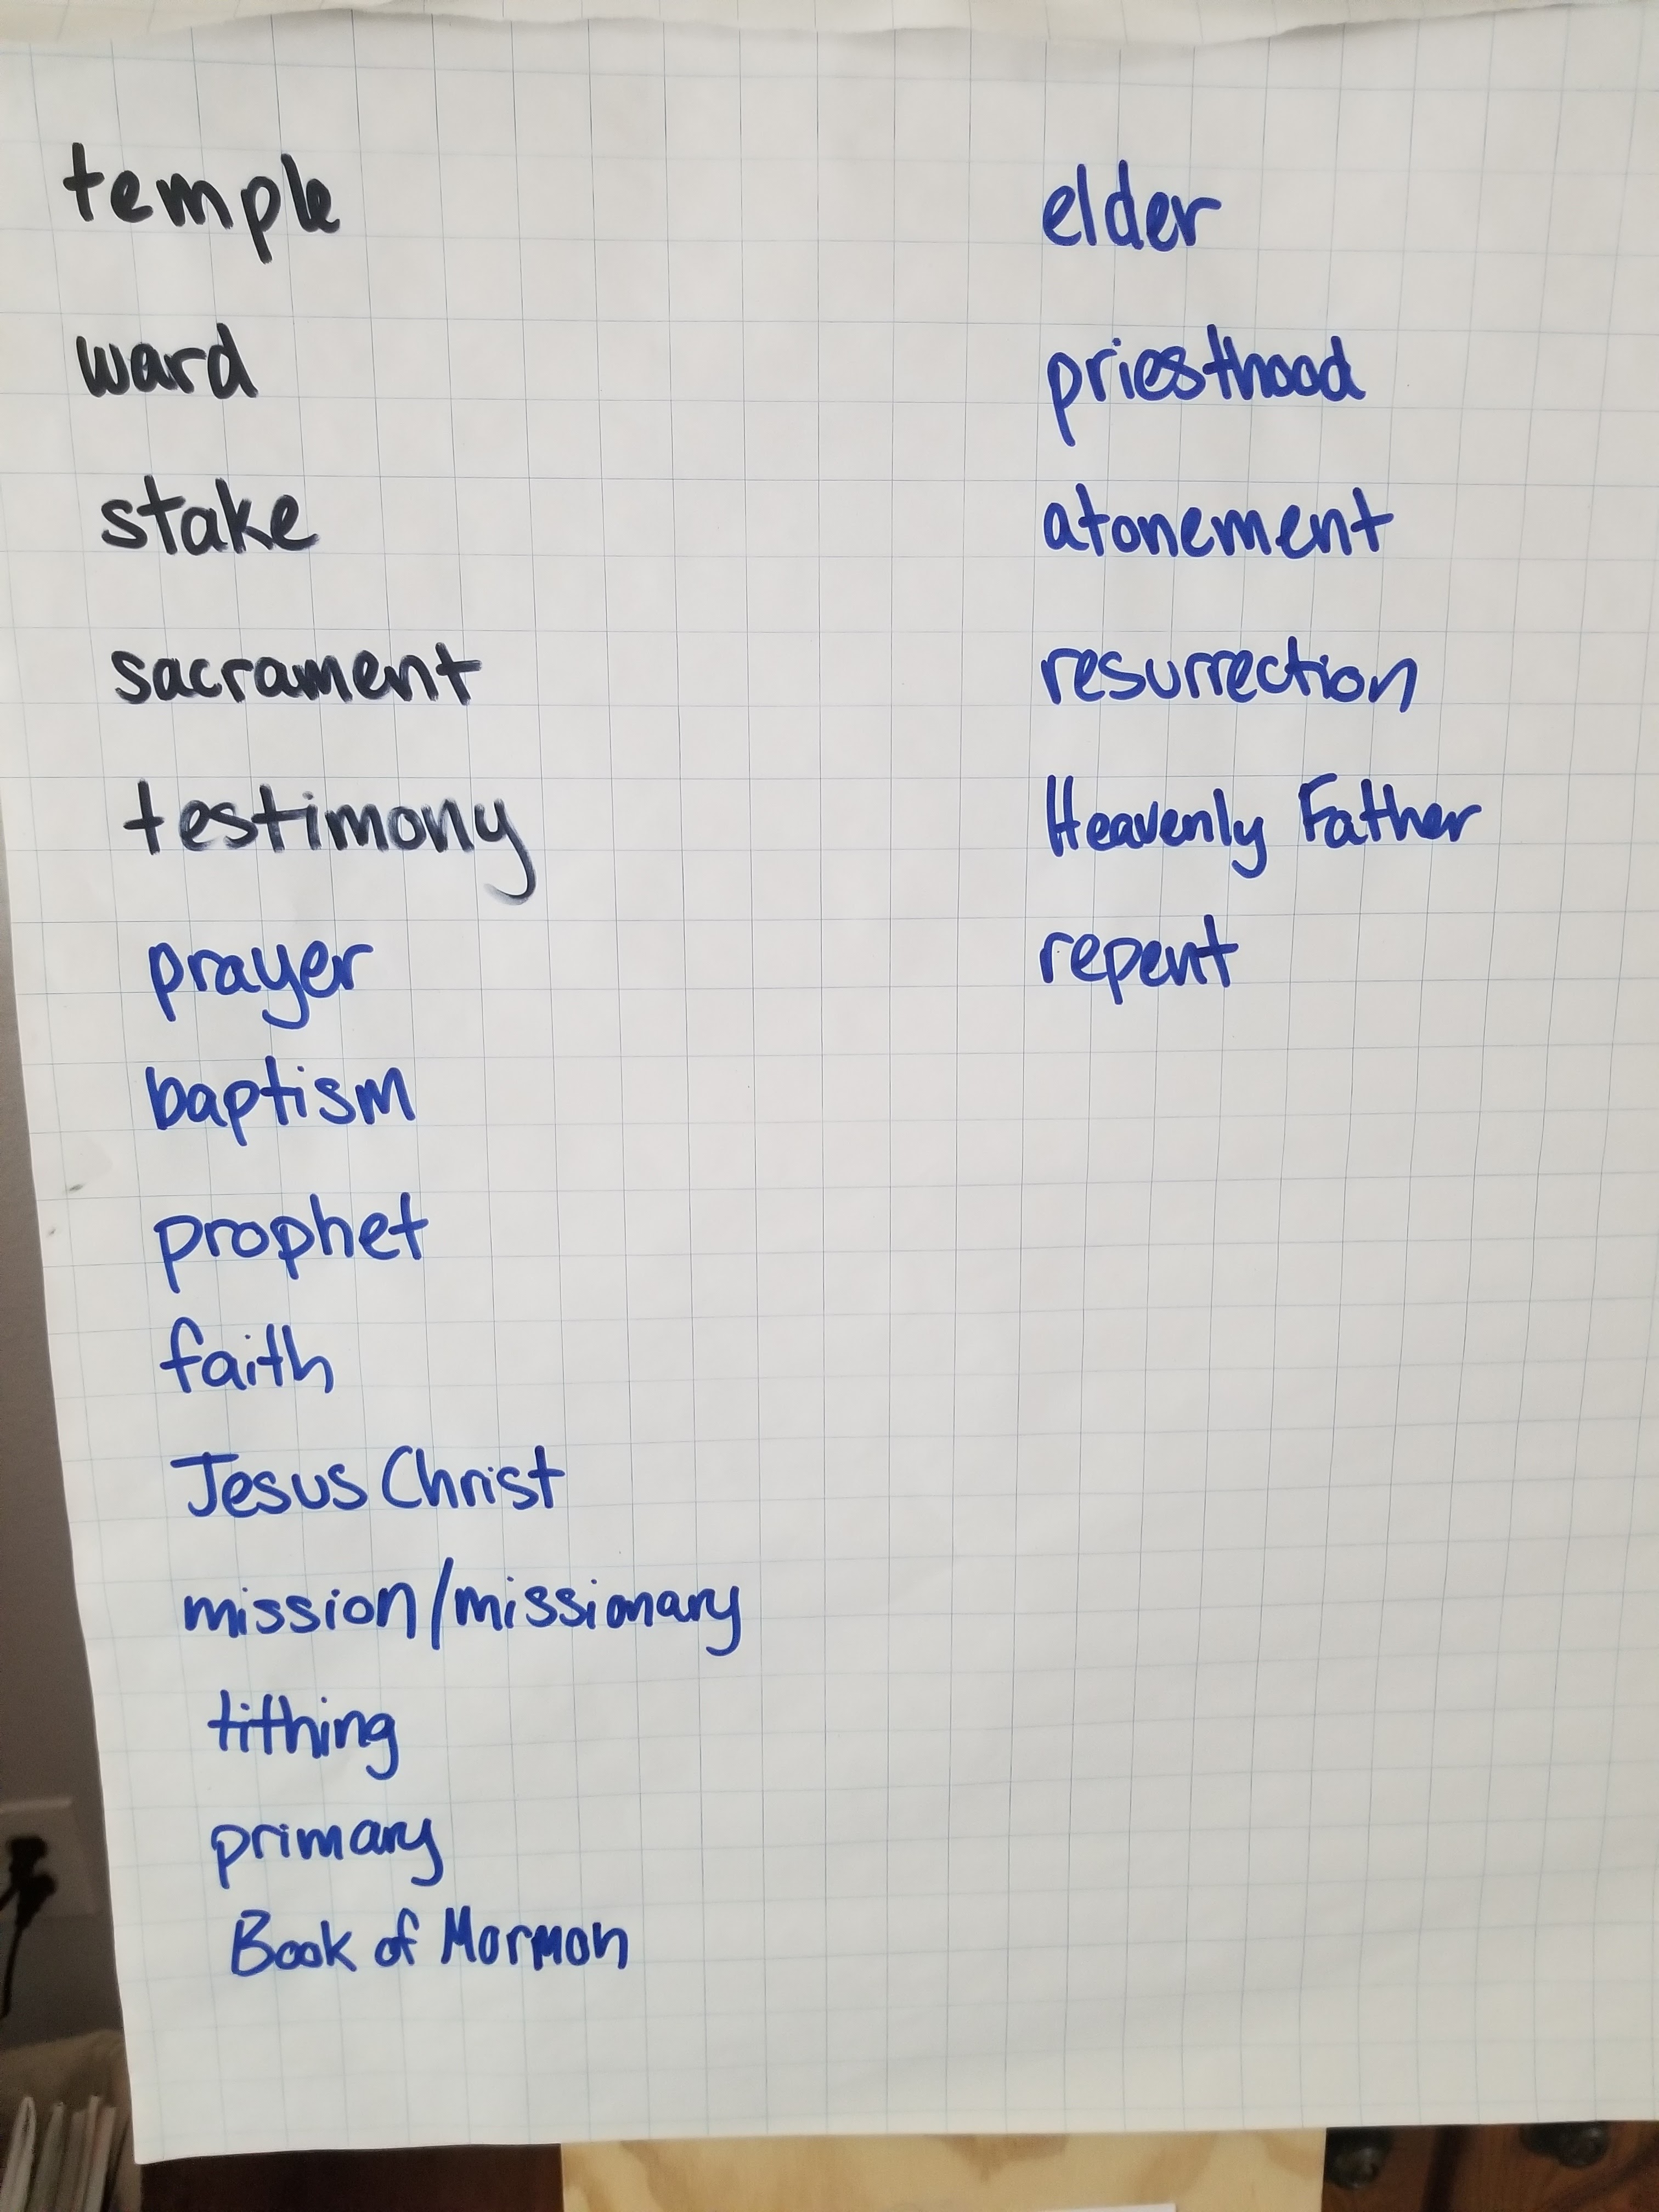 temple
ward
stake
sacrament
testimony
prayer
baptism
prophet
faith
Jesus Christ
mission/missionary
tithing
primary
Book of Mormon
elder
priesthood
atonement
resurrection
Heavenly Father
repent